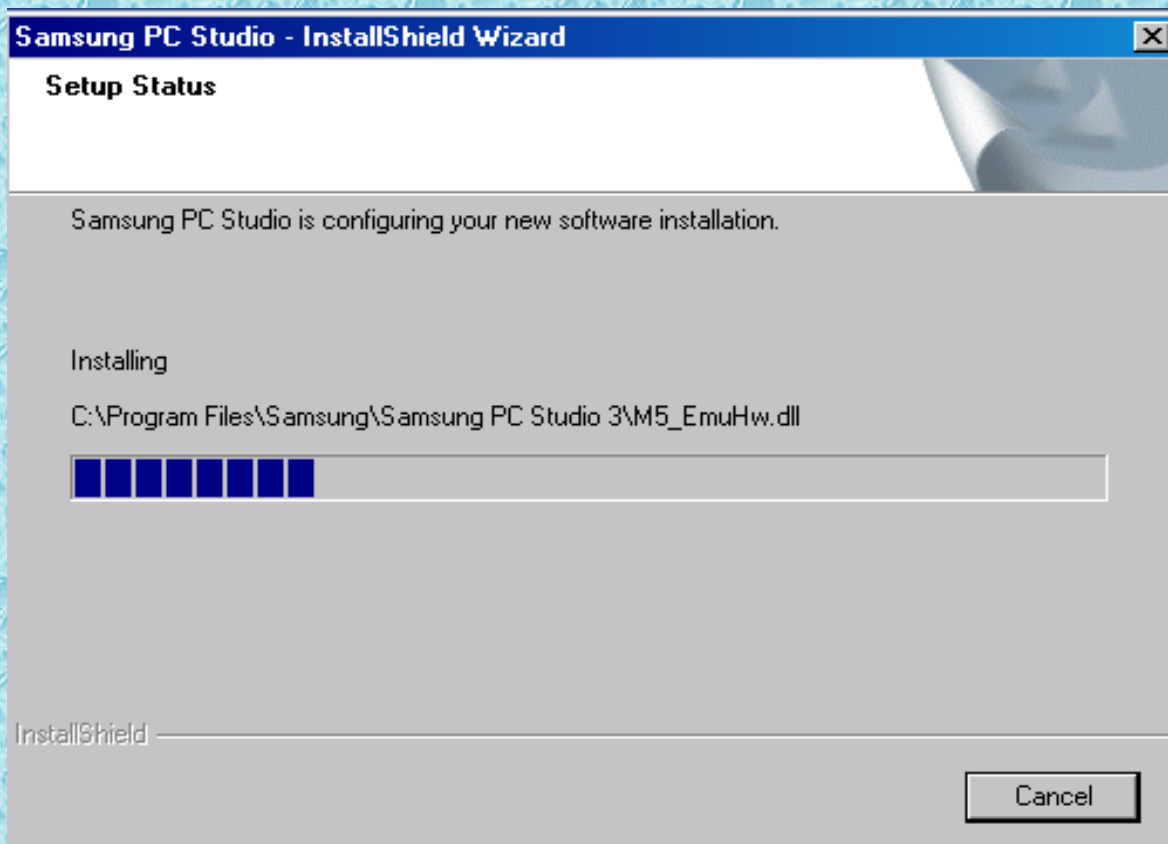 Samsung PC Studio - InstallShield Wizard
Setup Status
Samsung PC Studio is configuring your new software installation.
Installing
C:\Program Files\Samsung\Samsung PC Studio 3\M5_EmuHw.dll
InstallShield
Cancel